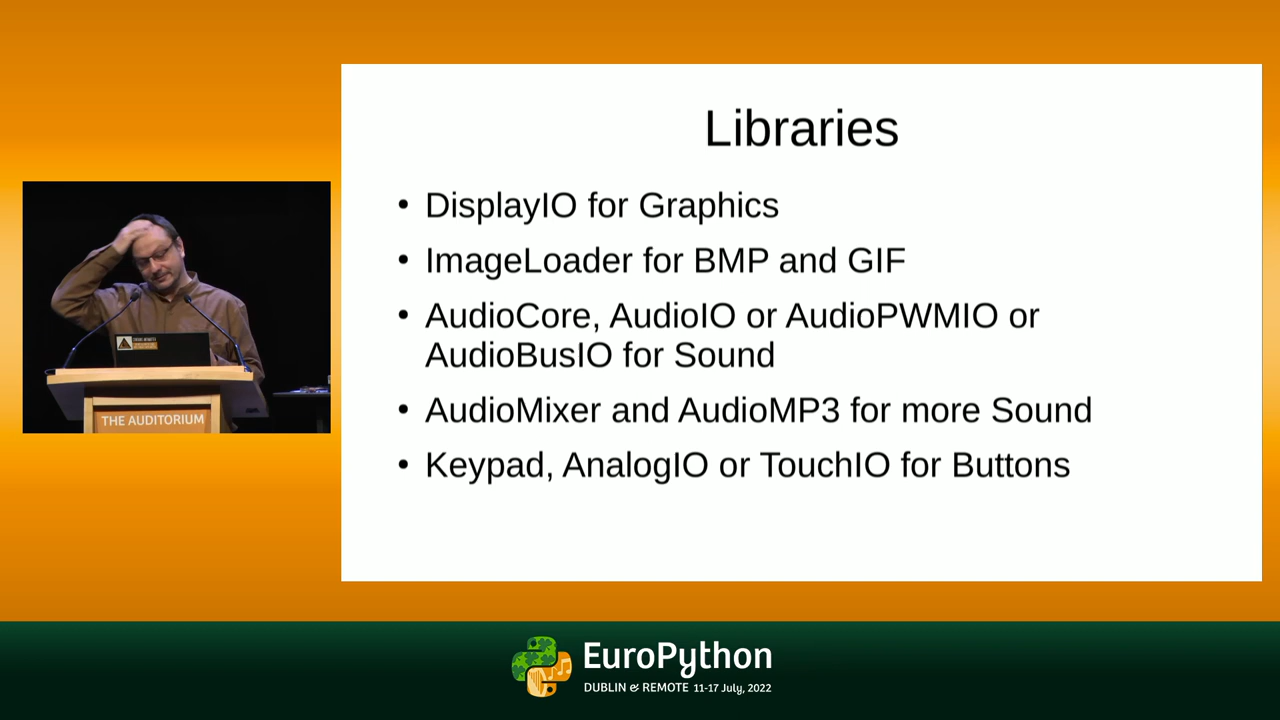 Libraries
• DisplayIO for Graphics
• ImageLoader for BMP and GIF
• AudioCore, AudioIO or AudioPWMIO or
AudioBusIO for Sound
• AudioMixer and AudioMP3 for more Sound
• Keypad, AnalogIO or TouchIO for Buttons
THE AUDITORIUM
EuroPython
DUBLIN & REMOTE 11-17 July, 2022